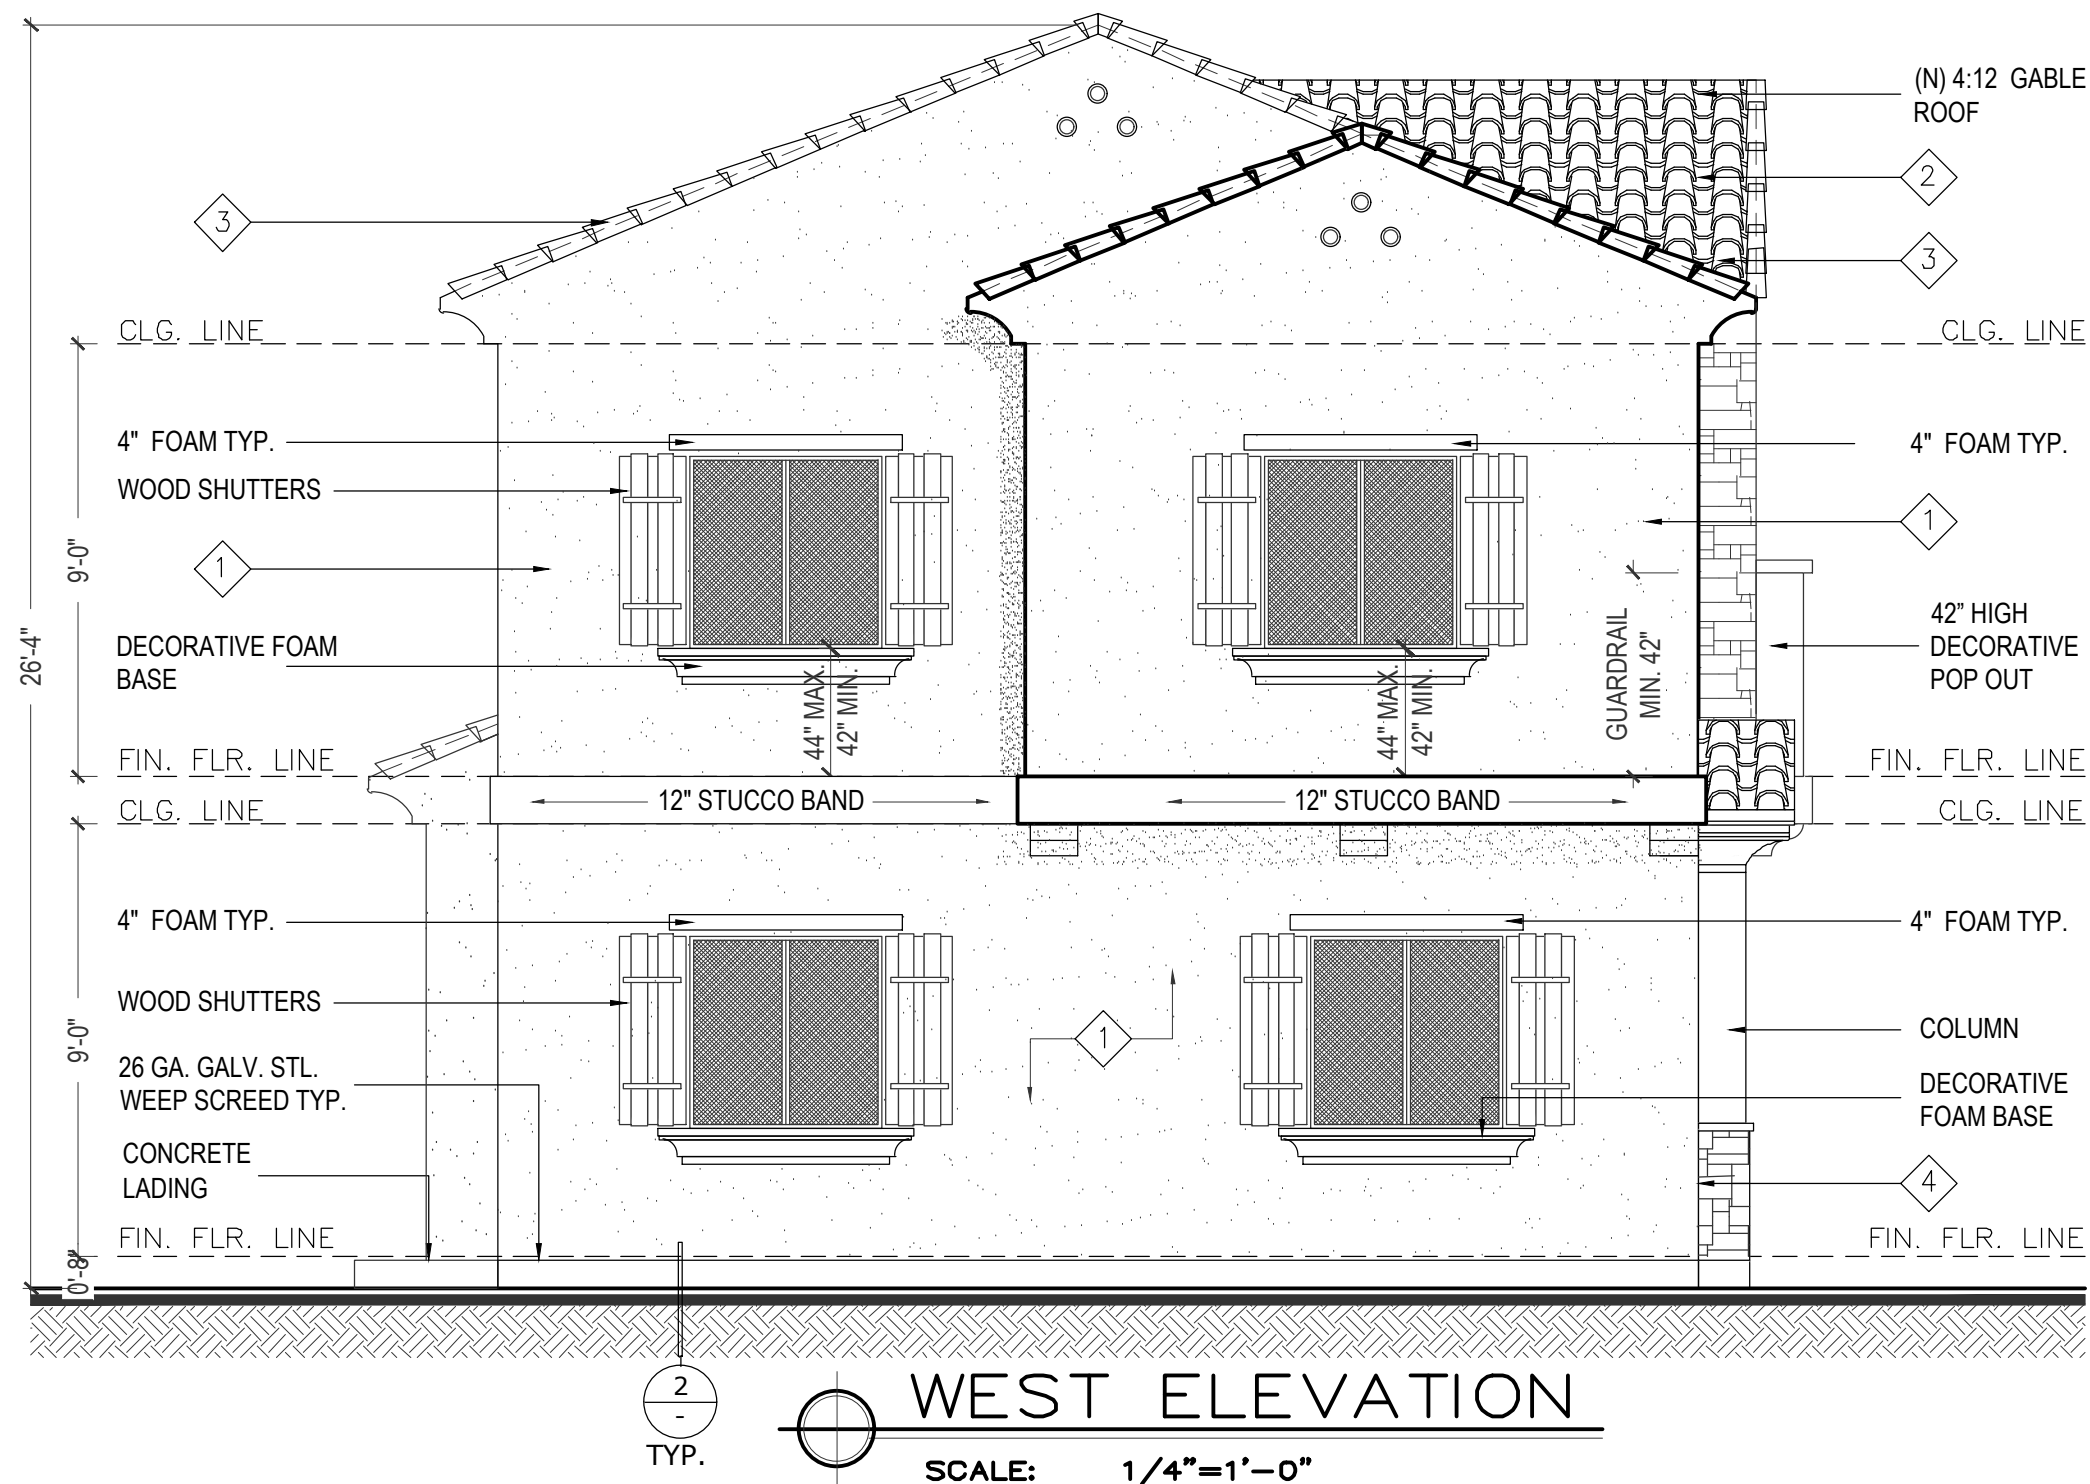 (N) 4:12 GABLE
ROOF
2
3
3
CLG. LINE
CLG. LINE
4" FOAM TYP.
4" FOAM TYP.
WOOD SHUTTERS
1
1
9'-0"
26'-4"
DECORATIVE FOAM
BASE
44" MAX.
42" MIN.
44" MAX.
42" MIN.
GUARDRAIL
MIN. 42"
42” HIGH
DECORATIVE
POP OUT
FIN. FLR. LINE
FIN. FLR. LINE
CLG. LINE
12" STUCCO BAND
12" STUCCO BAND
CLG. LINE
4" FOAM TYP.
4" FOAM TYP.
WOOD SHUTTERS
9'-0"
1
COLUMN
26 GA. GALV. STL.
WEEP SCREED TYP.
DECORATIVE
FOAM BASE
CONCRETE
LADING
4
FIN. FLR. LINE
FIN. FLR. LINE
0'-8"
2
-
TYP.
WEST ELEVATION
SCALE: 1/4"=1'-0"